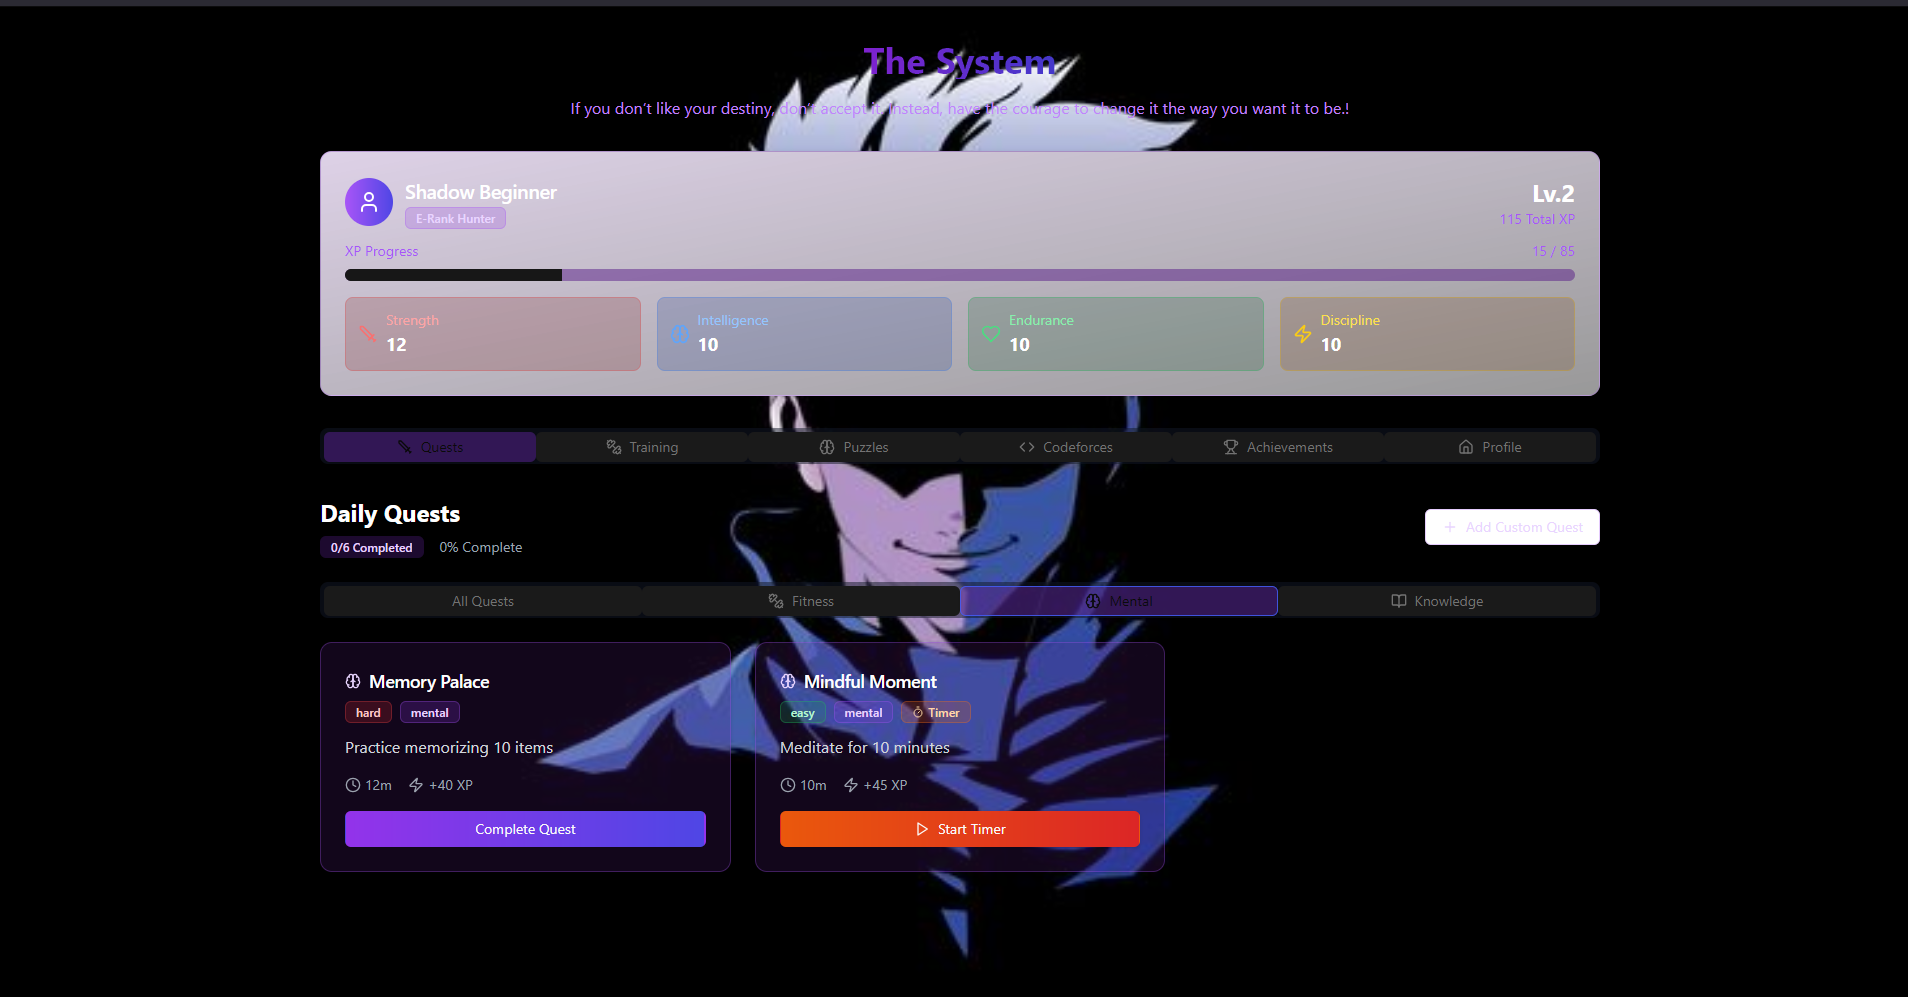 The System
If you don't like your destiny, don't accept it. Instead, have the courage to change it the way you want it to be.!
Shadow Beginner
Lv.2
E-Rank Hunter
115 Total XP
XP Progress
15 / 85
Strength
12
Intelligence
10
Endurance
10
Discipline
10
Quests
Training
Puzzles
Codeforces
Achievements
Profile
Daily Quests
0/6 Completed
0% Complete
Add Custom Quest
All Quests
Fitness
Mental
Knowledge
Memory Palace
hard
mental
Practice memorizing 10 items
12m
+40 XP
Complete Quest
Mindful Moment
easy
mental
Timer
Meditate for 10 minutes
10m
+45 XP
Start Timer